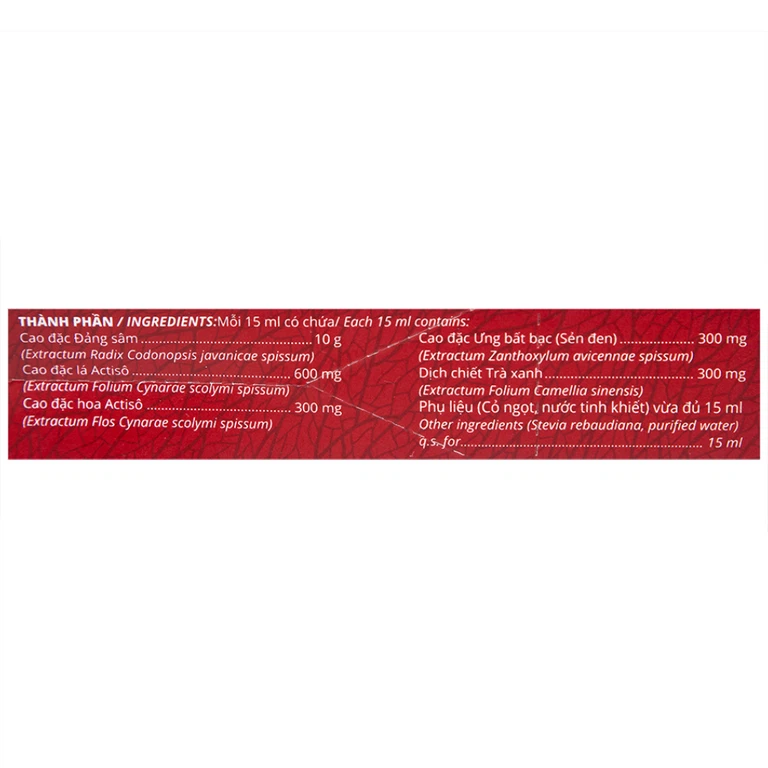 THÀNH PHẦN / INGREDIENTS:Mỗi 15 ml có chứa/ Each 15 ml contains:
Cao đặc Đảng sâm ........ 10 g
(Extractum Radix Codonopsis javanicae spissum)
Cao đặc lá Actisô ........ 600 mg
(Extractum Folium Cynarae scolymi spissum)
Cao đặc hoa Actisô ........ 300 mg
(Extractum Flos Cynarae scolymi spissum)
Cao đặc Ưng bất bạc (Sẻn đen) ........ 300 mg
(Extractum Zanthoxylum avicennae spissum)
Dịch chiết Trà xanh ........ 300 mg
(Extractum Folium Camellia sinensis)
Phụ liệu (Cỏ ngọt, nước tinh khiết) vừa đủ 15 ml
Other ingredients (Stevia rebaudiana, purified water)
q.s. for ........ 15 ml